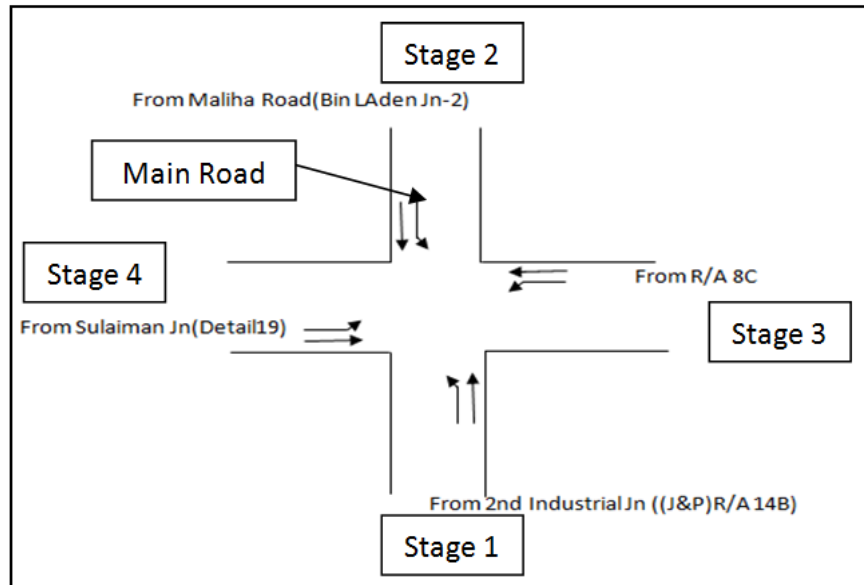 Stage 2
From Maliha Road(Bin LAden Jn-2)
Main Road
Stage 4
From R/A 8C
From Sulaiman Jn(Detail19)
Stage 3
From 2nd Industrial Jn ((J&P)R/A 14B)
Stage 1